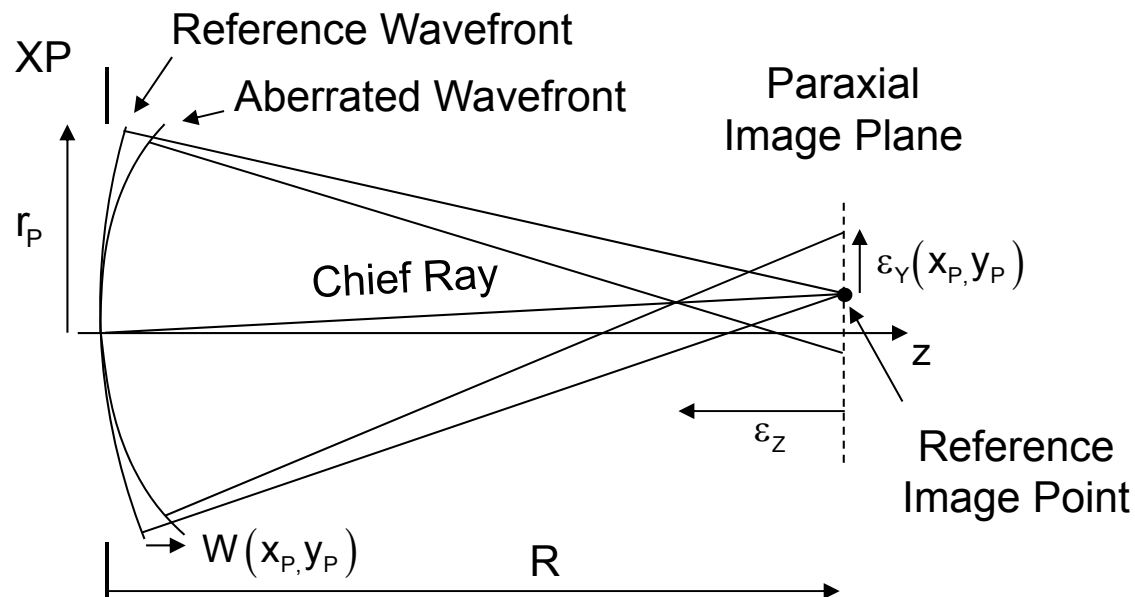 Reference Wavefront
XP
Aberrated Wavefront
Paraxial
Image Plane
r_P
Chief Ray
ε_Y(x_P,y_P)
z
ε_Z
Reference
Image Point
W(x_P,y_P)
R